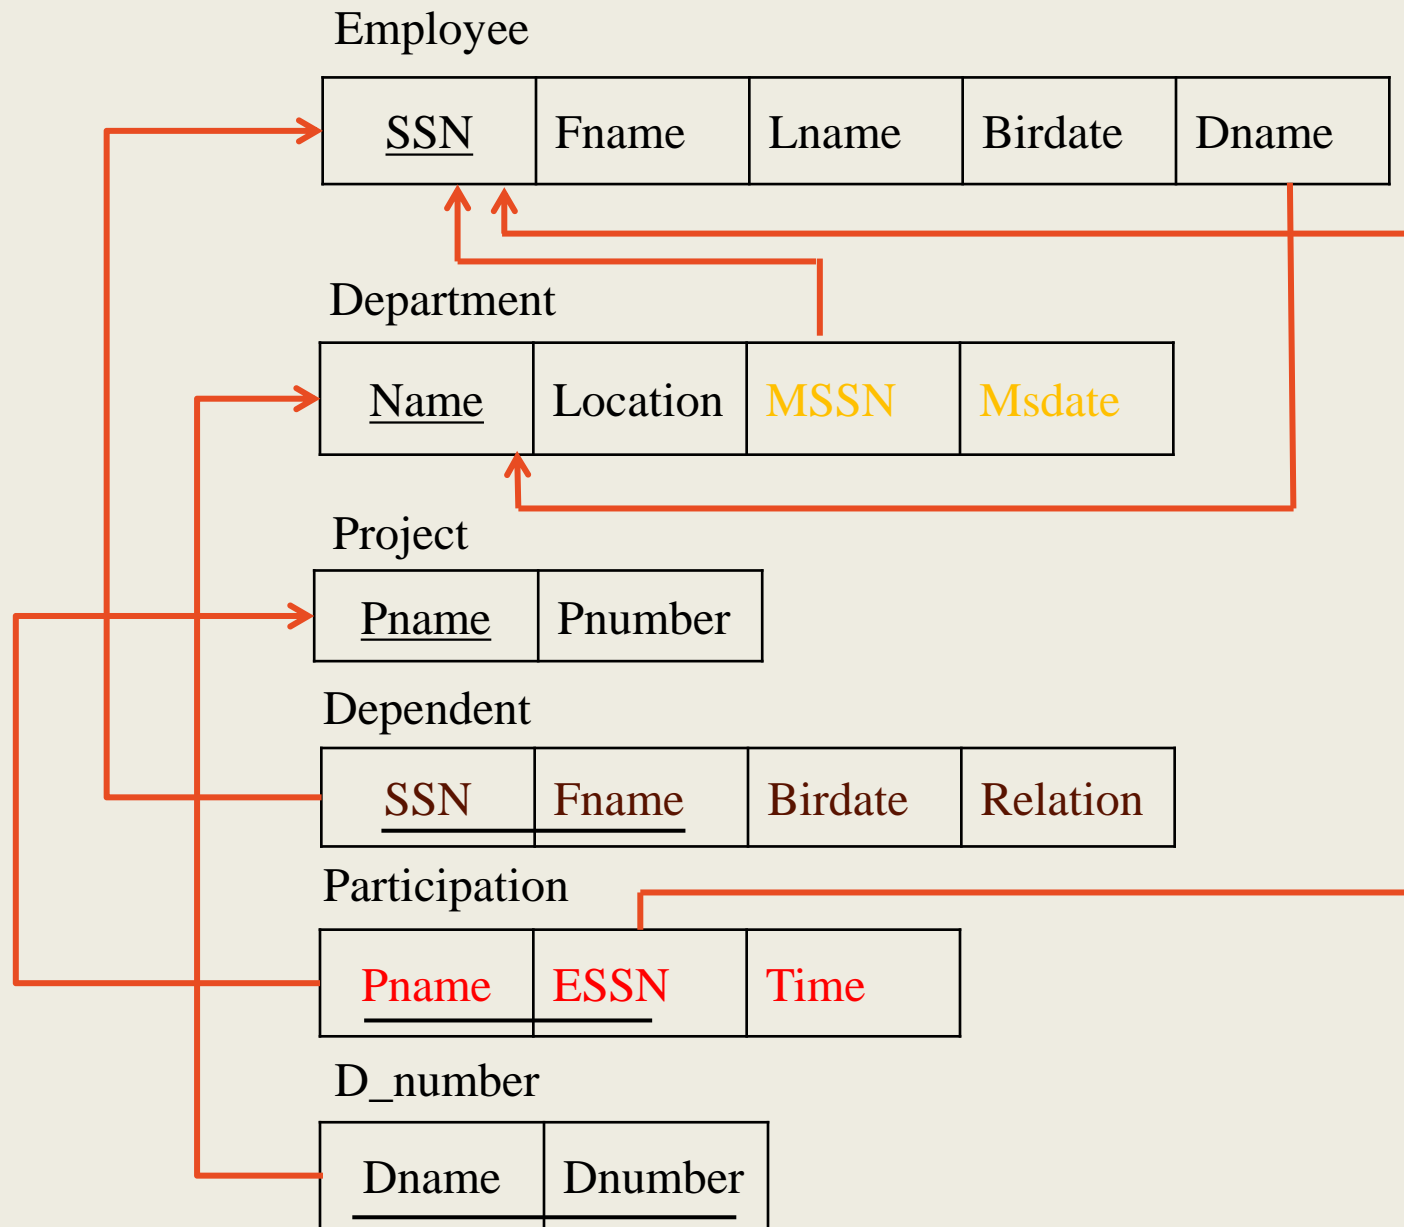 Employee
SSN Fname Lname Birdate Dname
Department
Name Location MSSN Msdate
Project
Pname Pnumber
Dependent
SSN Fname Birdate Relation
Participation
Pname ESSN Time
D_number
Dname Dnumber